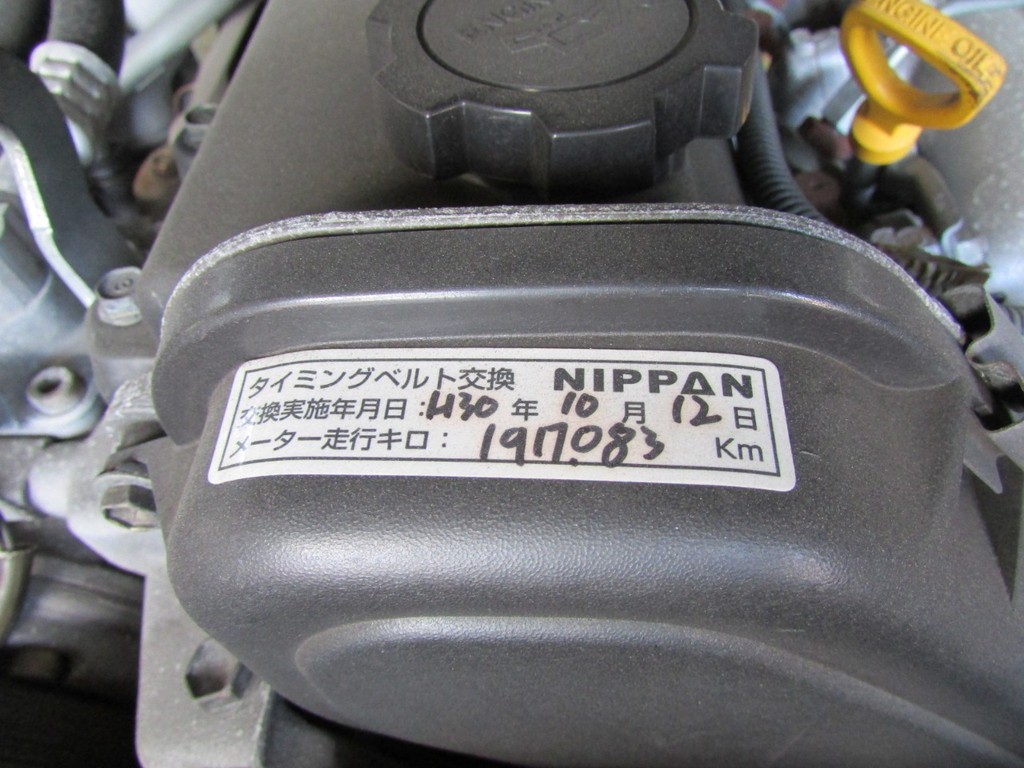 ENGINE OIL
タイミングベルト交換 NIPPAN
交換実施年月日:H30年10月12日
メーター走行キロ: 197.083 Km